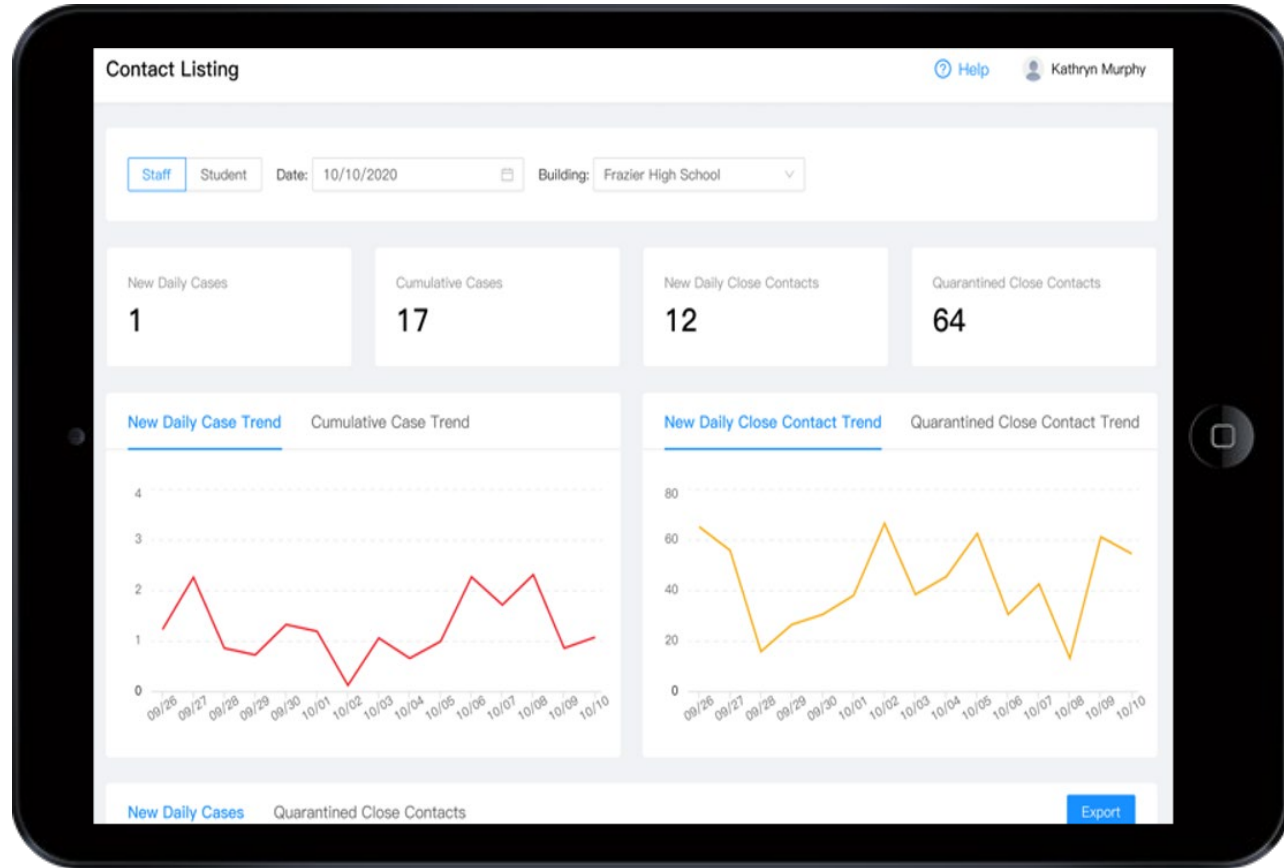 Contact Listing
Help
Kathryn Murphy
Staff
Student
Date: 10/10/2020
Building: Frazier High School
New Daily Cases
1
Cumulative Cases
17
New Daily Close Contacts
12
Quarantined Close Contacts
64
New Daily Case Trend
Cumulative Case Trend
4
3
2
1
0
09/26 09/27 09/28 09/29 09/30 10/01 10/02 10/03 10/04 10/05 10/06 10/07 10/08 10/09 10/10
New Daily Close Contact Trend
Quarantined Close Contact Trend
80
60
40
20
0
09/26 09/27 09/28 09/29 09/30 10/01 10/02 10/03 10/04 10/05 10/06 10/07 10/08 10/09 10/10
New Daily Cases
Quarantined Close Contacts
Export